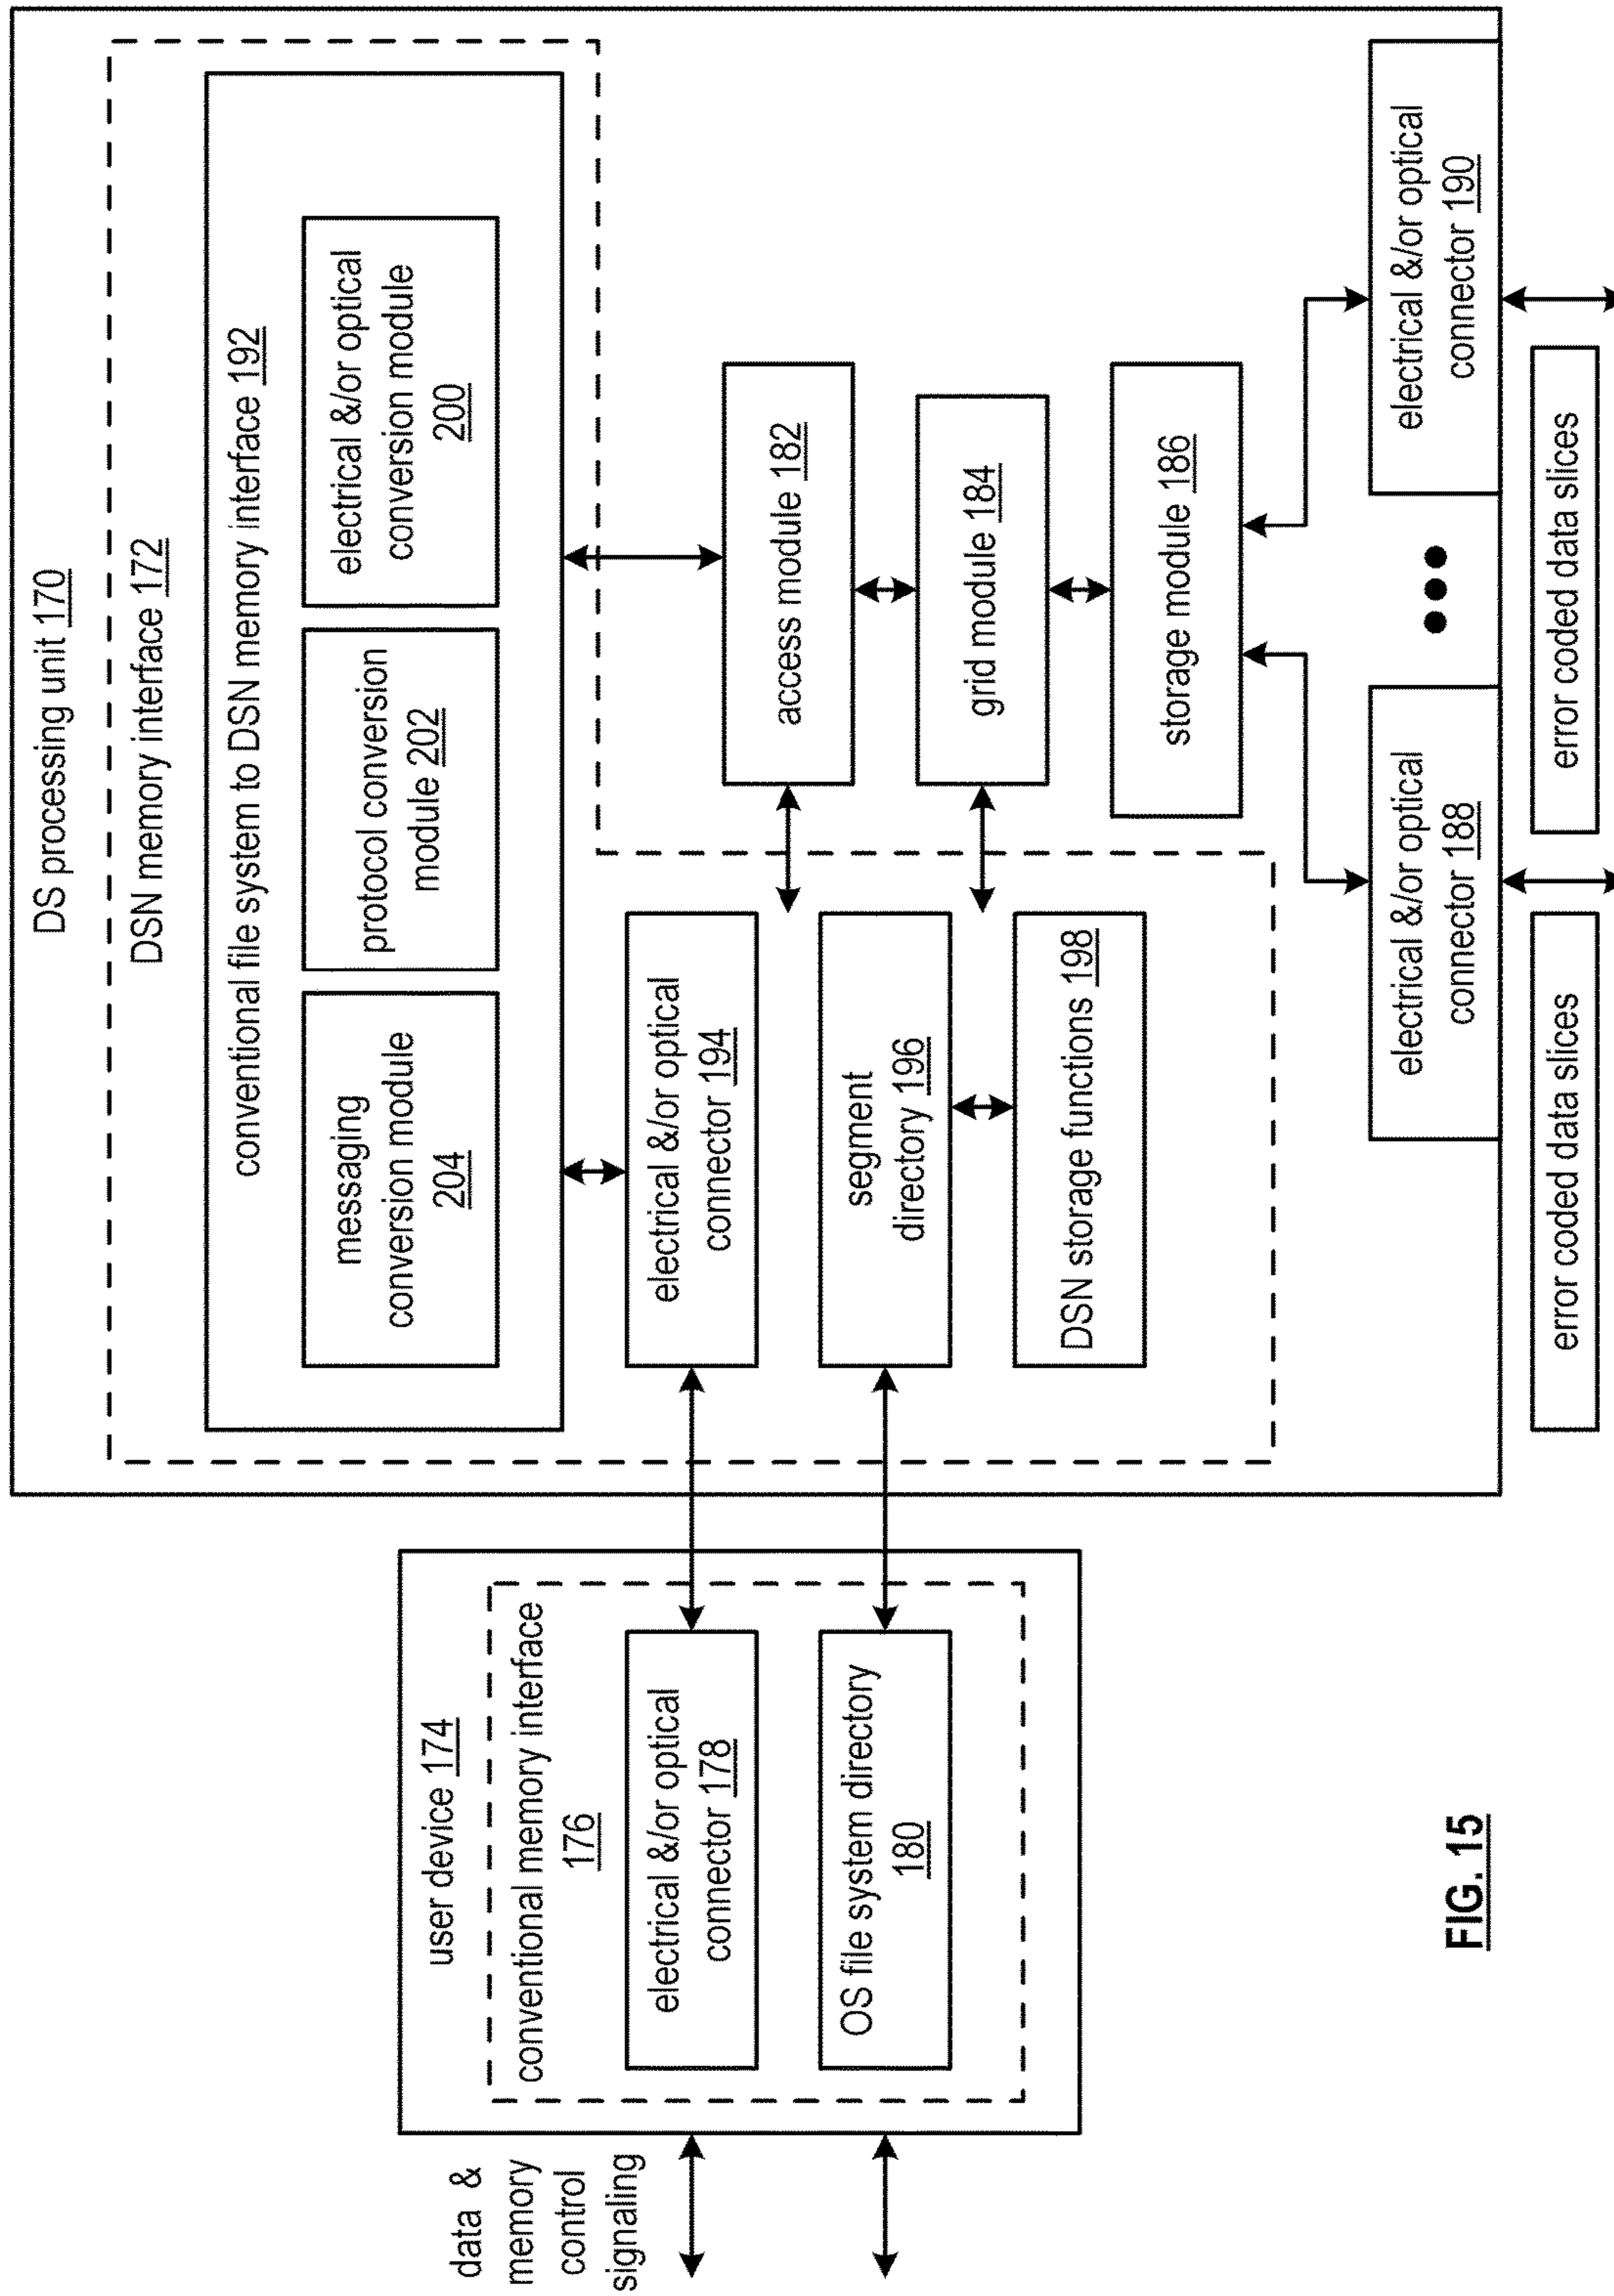 DS processing unit 170
DSN memory interface 172
conventional file system to DSN memory interface 192
messaging
conversion module
204
protocol conversion
module 202
electrical &/or optical
conversion module
200
user device 174
conventional memory interface
176
electrical &/or optical
connector 178
OS file system directory
180
data &
memory
control
signaling
electrical &/or optical
connector 194
segment
directory 196
DSN storage functions 198
access module 182
grid module 184
storage module 186
electrical &/or optical
connector 188
electrical &/or optical
connector 190
error coded data slices
error coded data slices
FIG. 15